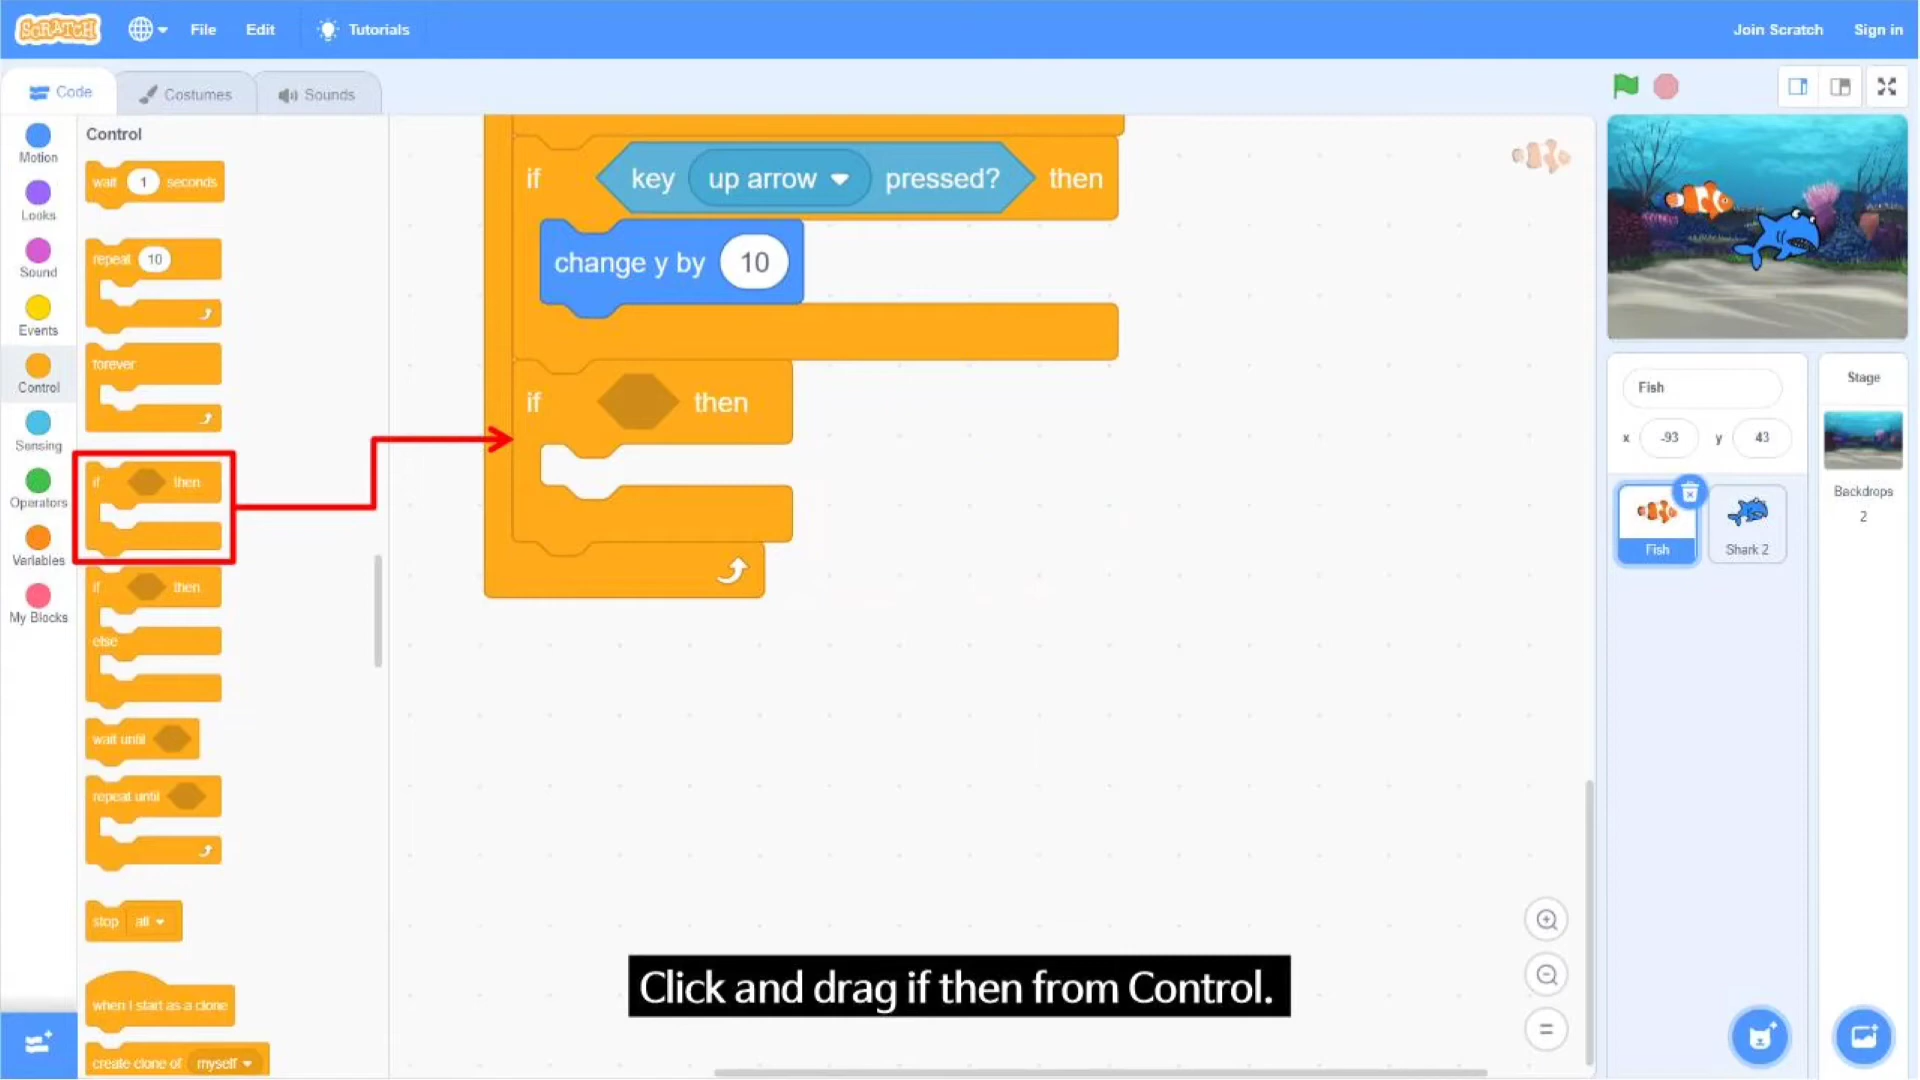 SCRATCH
File
Edit
Tutorials
Join Scratch
Sign in
Code
Costumes
Sounds
Motion
Looks
Sound
Events
Control
Sensing
Operators
Variables
My Blocks
Control
wait 1 seconds
repeat 10
forever
if then
if then
else
wait until
repeat until
stop all
when I start as a clone
create clone of myself
if key up arrow pressed? then
change y by 10
if then
Fish
x -93 y 43
Fish
Shark 2
Stage
Backdrops
2
Click and drag if then from Control.